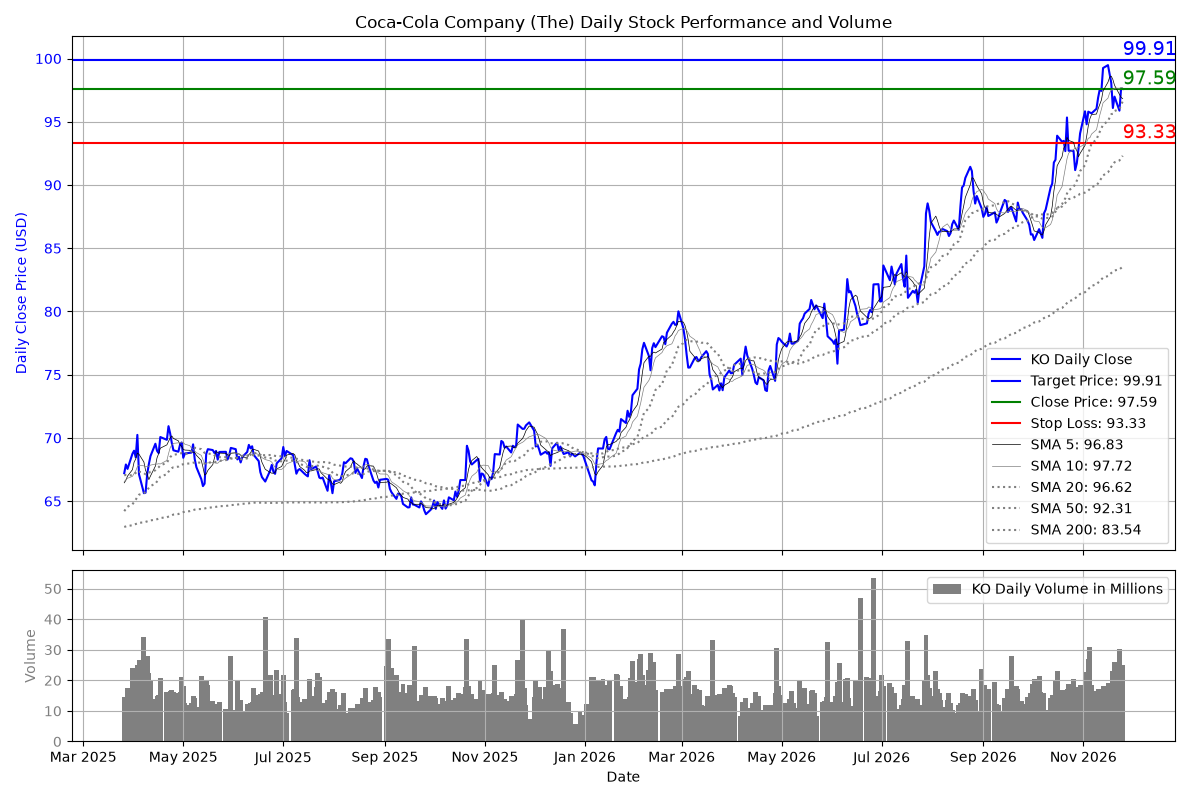 Coca-Cola Company (The) Daily Stock Performance and Volume
99.91
97.59
93.33
Daily Close Price (USD)
100
95
90
85
80
75
70
65
KO Daily Close
Target Price: 99.91
Close Price: 97.59
Stop Loss: 93.33
SMA 5: 96.83
SMA 10: 97.72
SMA 20: 96.62
SMA 50: 92.31
SMA 200: 83.54
KO Daily Volume in Millions
Volume
50
40
30
20
10
0
Mar 2025 May 2025 Jul 2025 Sep 2025 Nov 2025 Jan 2026 Mar 2026 May 2026 Jul 2026 Sep 2026 Nov 2026
Date